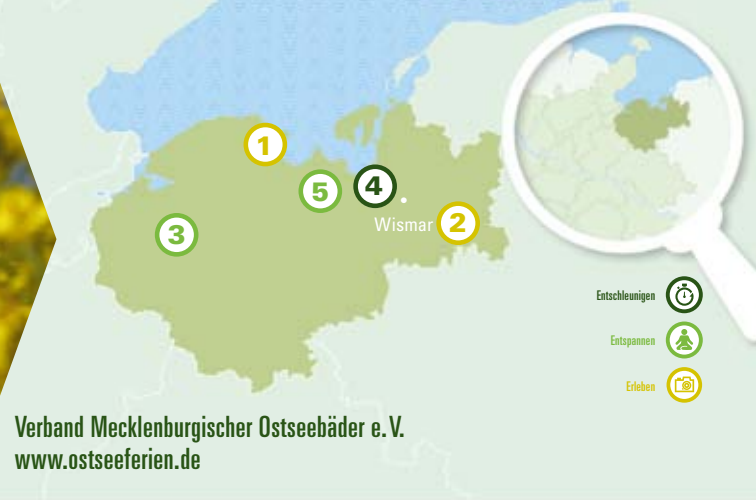 1
5
4
Wismar
2
3
Entschleunigen
Entspannen
Erleben
Verband Mecklenburgischer Ostseebäder e. V.
www.ostseeferien.de